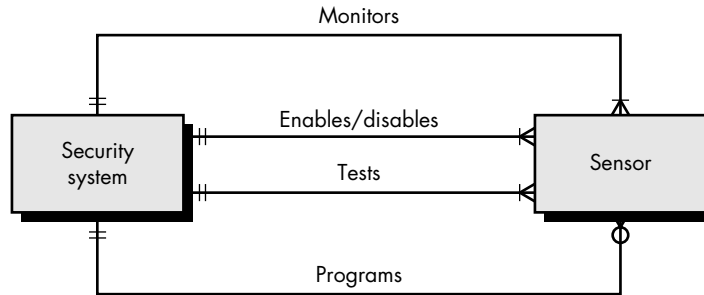 Monitors
Enables/disables
Security
system
Tests
Sensor
Programs